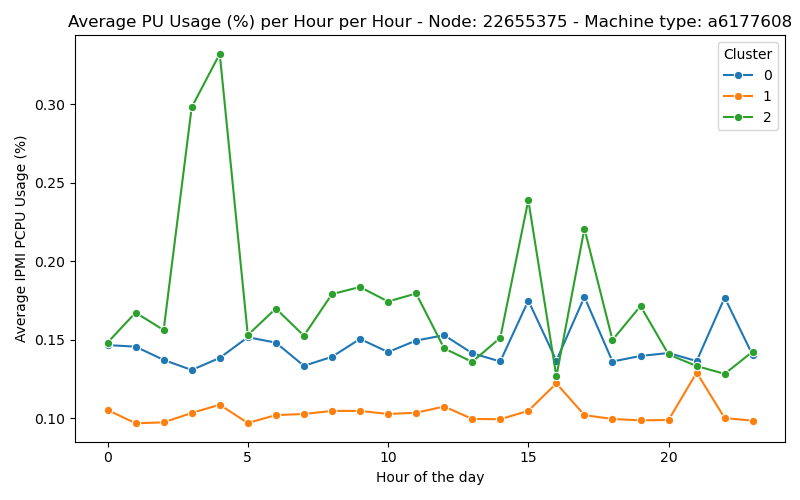 Average PU Usage (%) per Hour per Hour - Node: 22655375 - Machine type: a6177608
Cluster
0
1
2
0.30
0.25
0.20
0.15
0.10
Average IPMI PCPU Usage (%)
0 5 10 15 20
Hour of the day